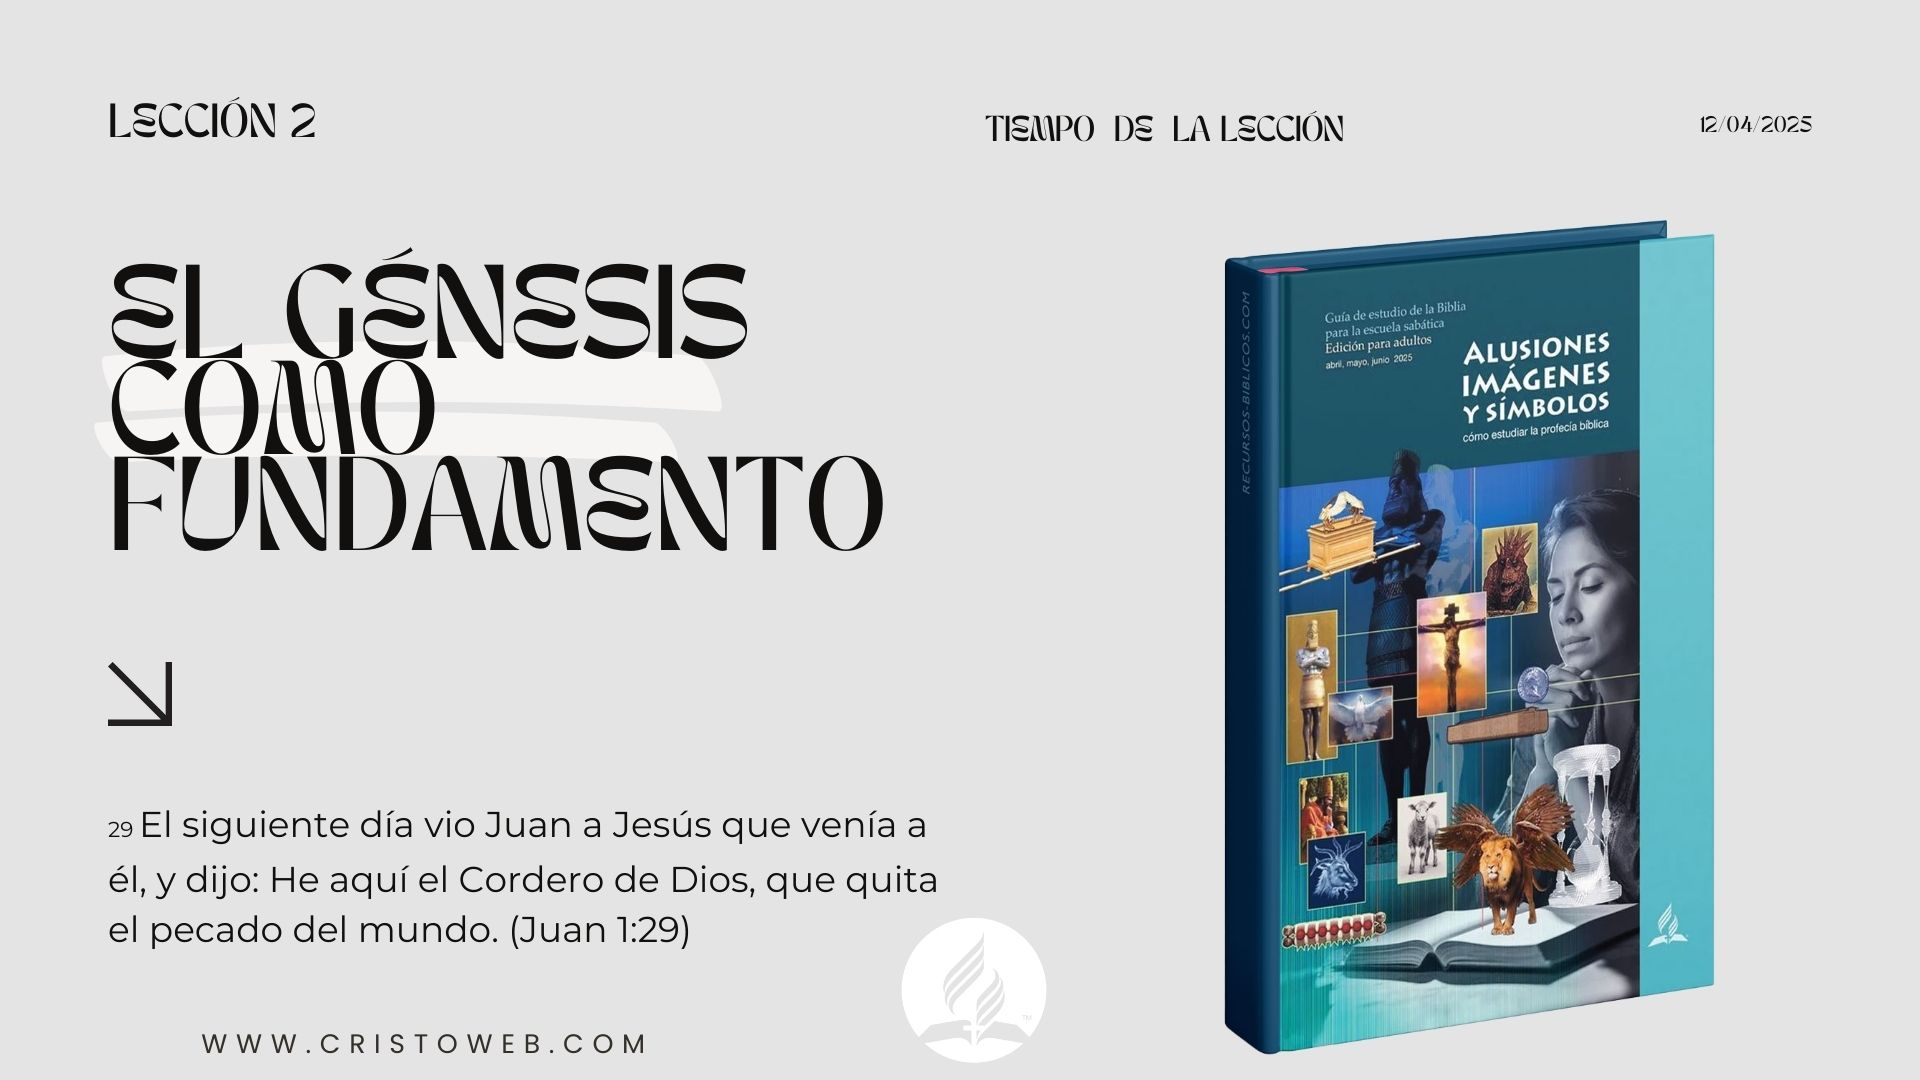 LECCIÓN 2
TIEMPO DE LA LECCIÓN
12/04/2025
EL GÉNESIS
COMO
FUNDAMENTO
29 El siguiente día vio Juan a Jesús que venía a
él, y dijo: He aquí el Cordero de Dios, que quita
el pecado del mundo. (Juan 1:29)
WWW.CRISTOWEB.COM
TM
RECURSOS-BIBLICOS.COM
Guía de estudio de la Biblia
para la escuela sabática
Edición para adultos
abril, mayo, junio 2025
ALUSIONES
IMÁGENES
Y SÍMBOLOS
cómo estudiar la profecía bíblica